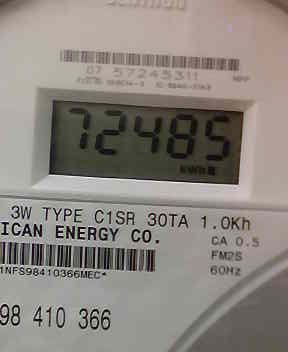 07 57245311
72485
kWh
3W TYPE C1SR 30TA 1.0Kh
ICAN ENERGY CO.
CA 0.5
FM2S
60Hz
1NFS98410366MEC*
98 410 366